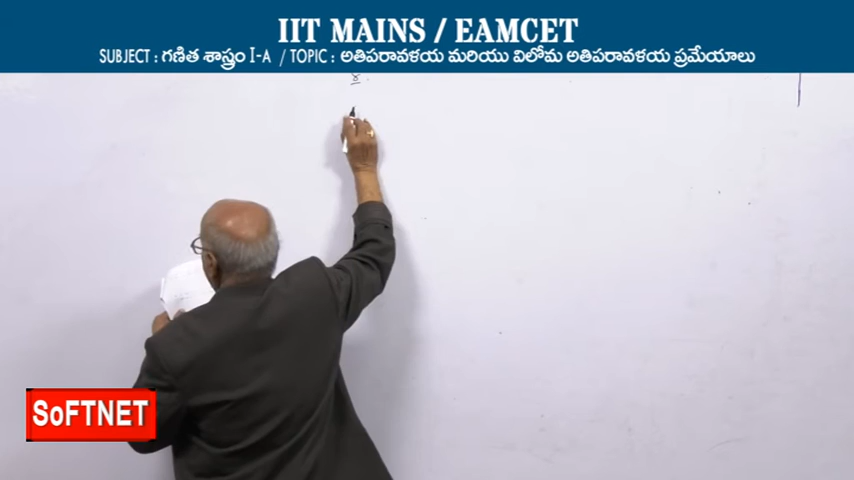 IIT MAINS / EAMCET
SUBJECT : గణిత శాస్త్రం I-A / TOPIC : అతిపరావళయ మరియు విలోమ అతిపరావళయ ప్రమేయాలు
SoFTNET